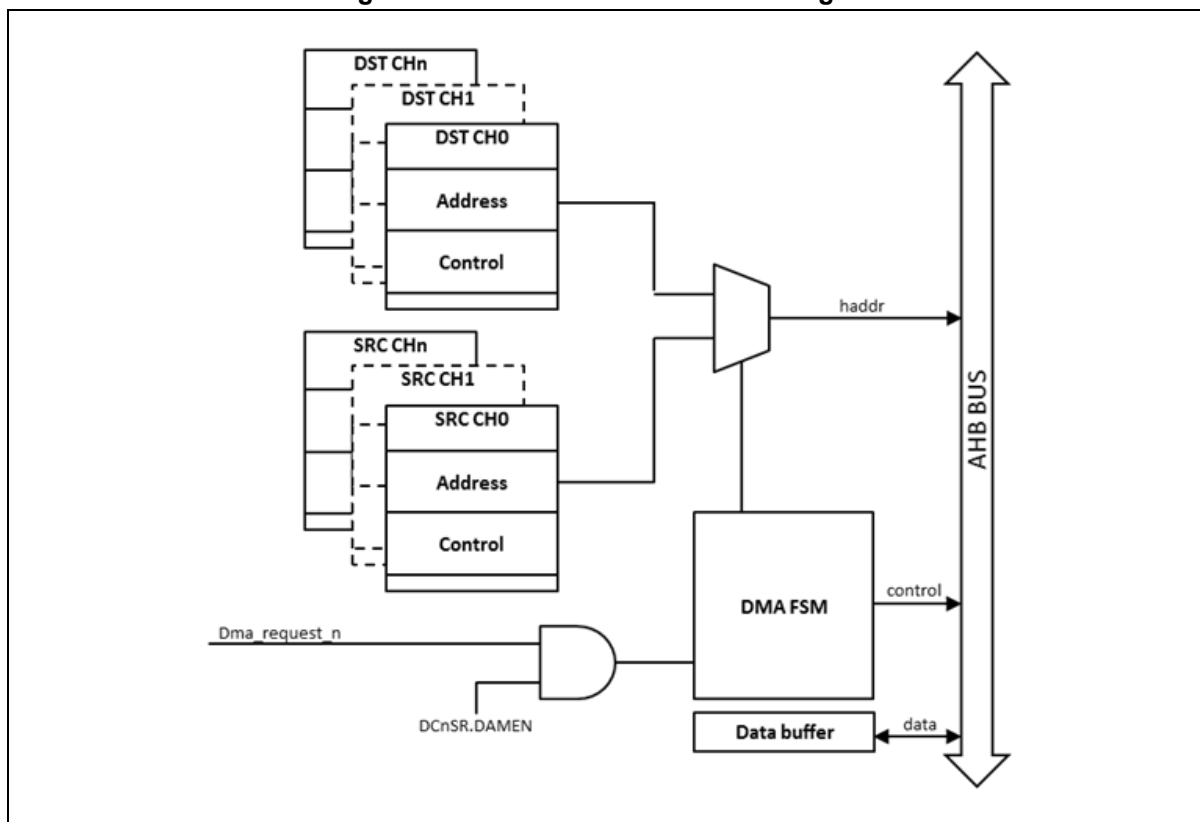 DST CHn
DST CH1
DST CH0
Address
Control
haddr
SRC CHn
SRC CH1
SRC CH0
Address
Control
AHB BUS
DMA FSM
control
Dma_request_n
DCnSR.DAMEN
Data buffer
data